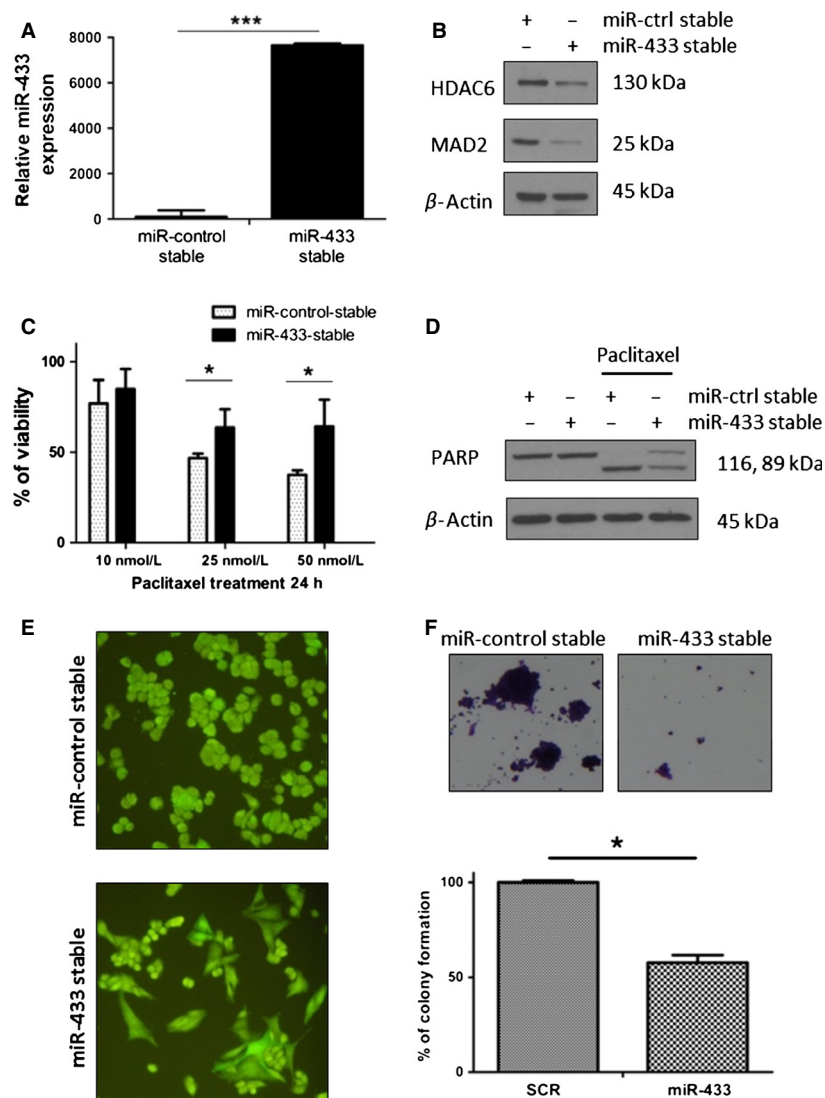 A
Relative miR-433
expression
8000
6000
4000
2000
0
***
miR-control
stable
miR-433
stable
B
+ – miR-ctrl stable
– + miR-433 stable
HDAC6 130 kDa
MAD2 25 kDa
β-Actin 45 kDa
C
miR-control-stable
miR-433-stable
% of viability
100
50
0
* *
10 nmol/L 25 nmol/L 50 nmol/L
Paclitaxel treatment 24 h
D
Paclitaxel
+ – + – miR-ctrl stable
– + – + miR-433 stable
PARP 116, 89 kDa
β-Actin 45 kDa
E
miR-control stable
miR-433 stable
F
miR-control stable miR-433 stable
% of colony formation
100
50
0
*
SCR miR-433